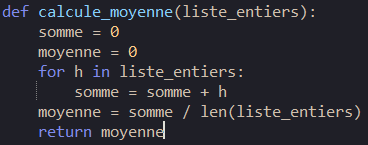 def calcule_moyenne(liste_entiers):
    somme = 0
    moyenne = 0
    for h in liste_entiers:
        somme = somme + h
    moyenne = somme / len(liste_entiers)
    return moyenne